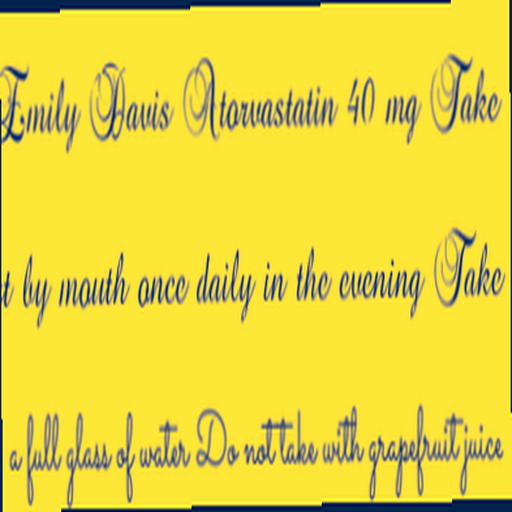 Emily Davis Atorvastatin 40 mg Take
by mouth once daily in the evening Take
a full glass of water Do not take with grapefruit juice